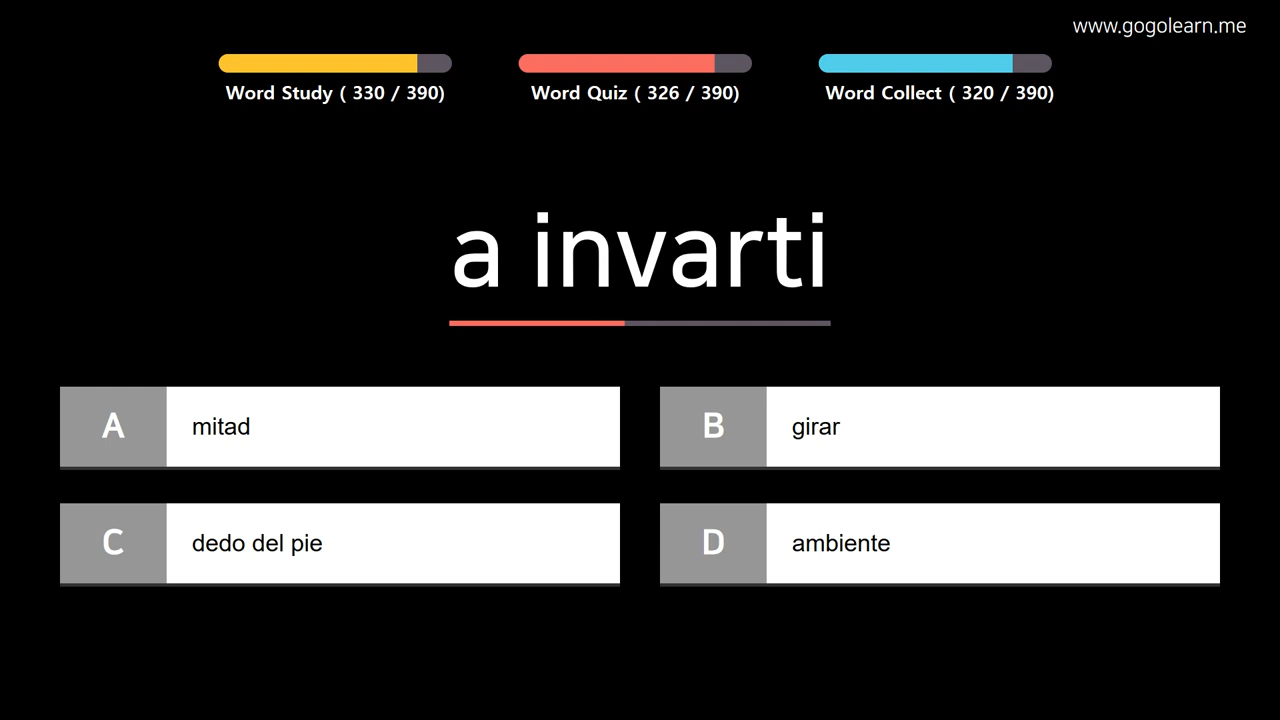 www.gogolearn.me
Word Study ( 330 / 390)
Word Quiz ( 326 / 390)
Word Collect ( 320 / 390)
a invarti
A mitad
B girar
C dedo del pie
D ambiente